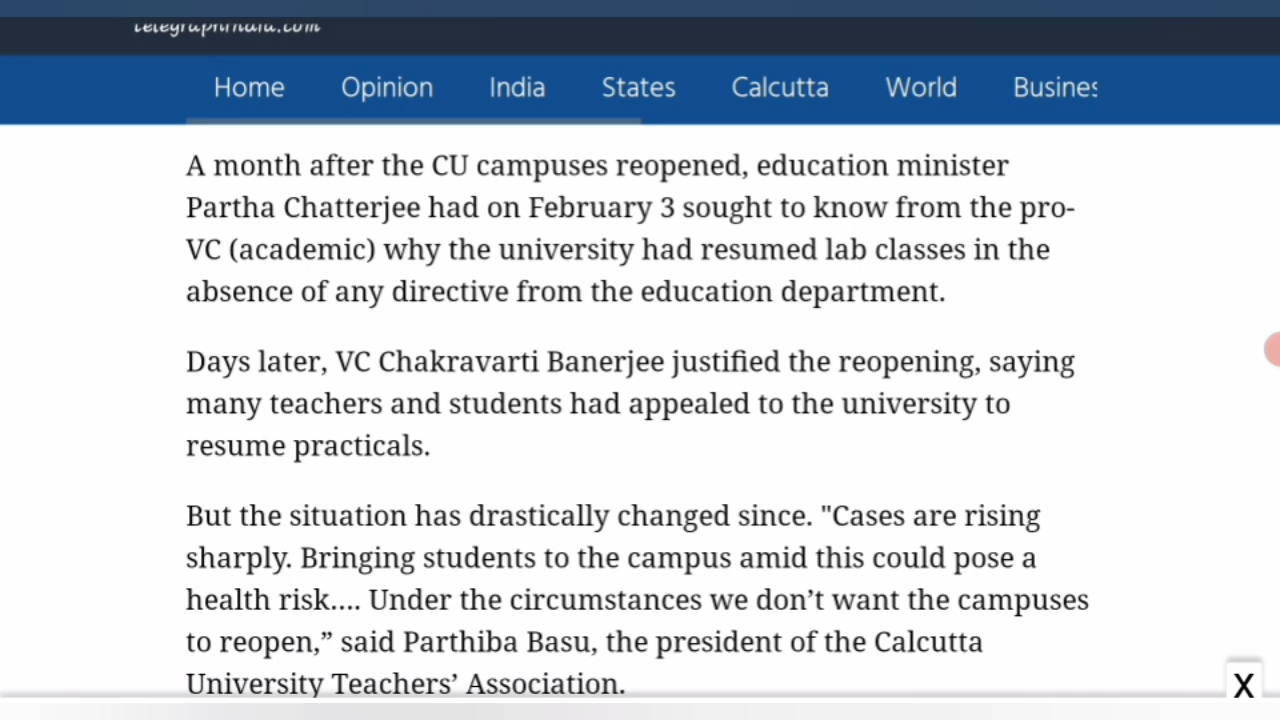 telegraphindia.com
Home Opinion India States Calcutta World Busines
A month after the CU campuses reopened, education minister
Partha Chatterjee had on February 3 sought to know from the pro-
VC (academic) why the university had resumed lab classes in the
absence of any directive from the education department.
Days later, VC Chakravarti Banerjee justified the reopening, saying
many teachers and students had appealed to the university to
resume practicals.
But the situation has drastically changed since. "Cases are rising
sharply. Bringing students to the campus amid this could pose a
health risk.... Under the circumstances we don’t want the campuses
to reopen,” said Parthiba Basu, the president of the Calcutta
University Teachers’ Association.
X